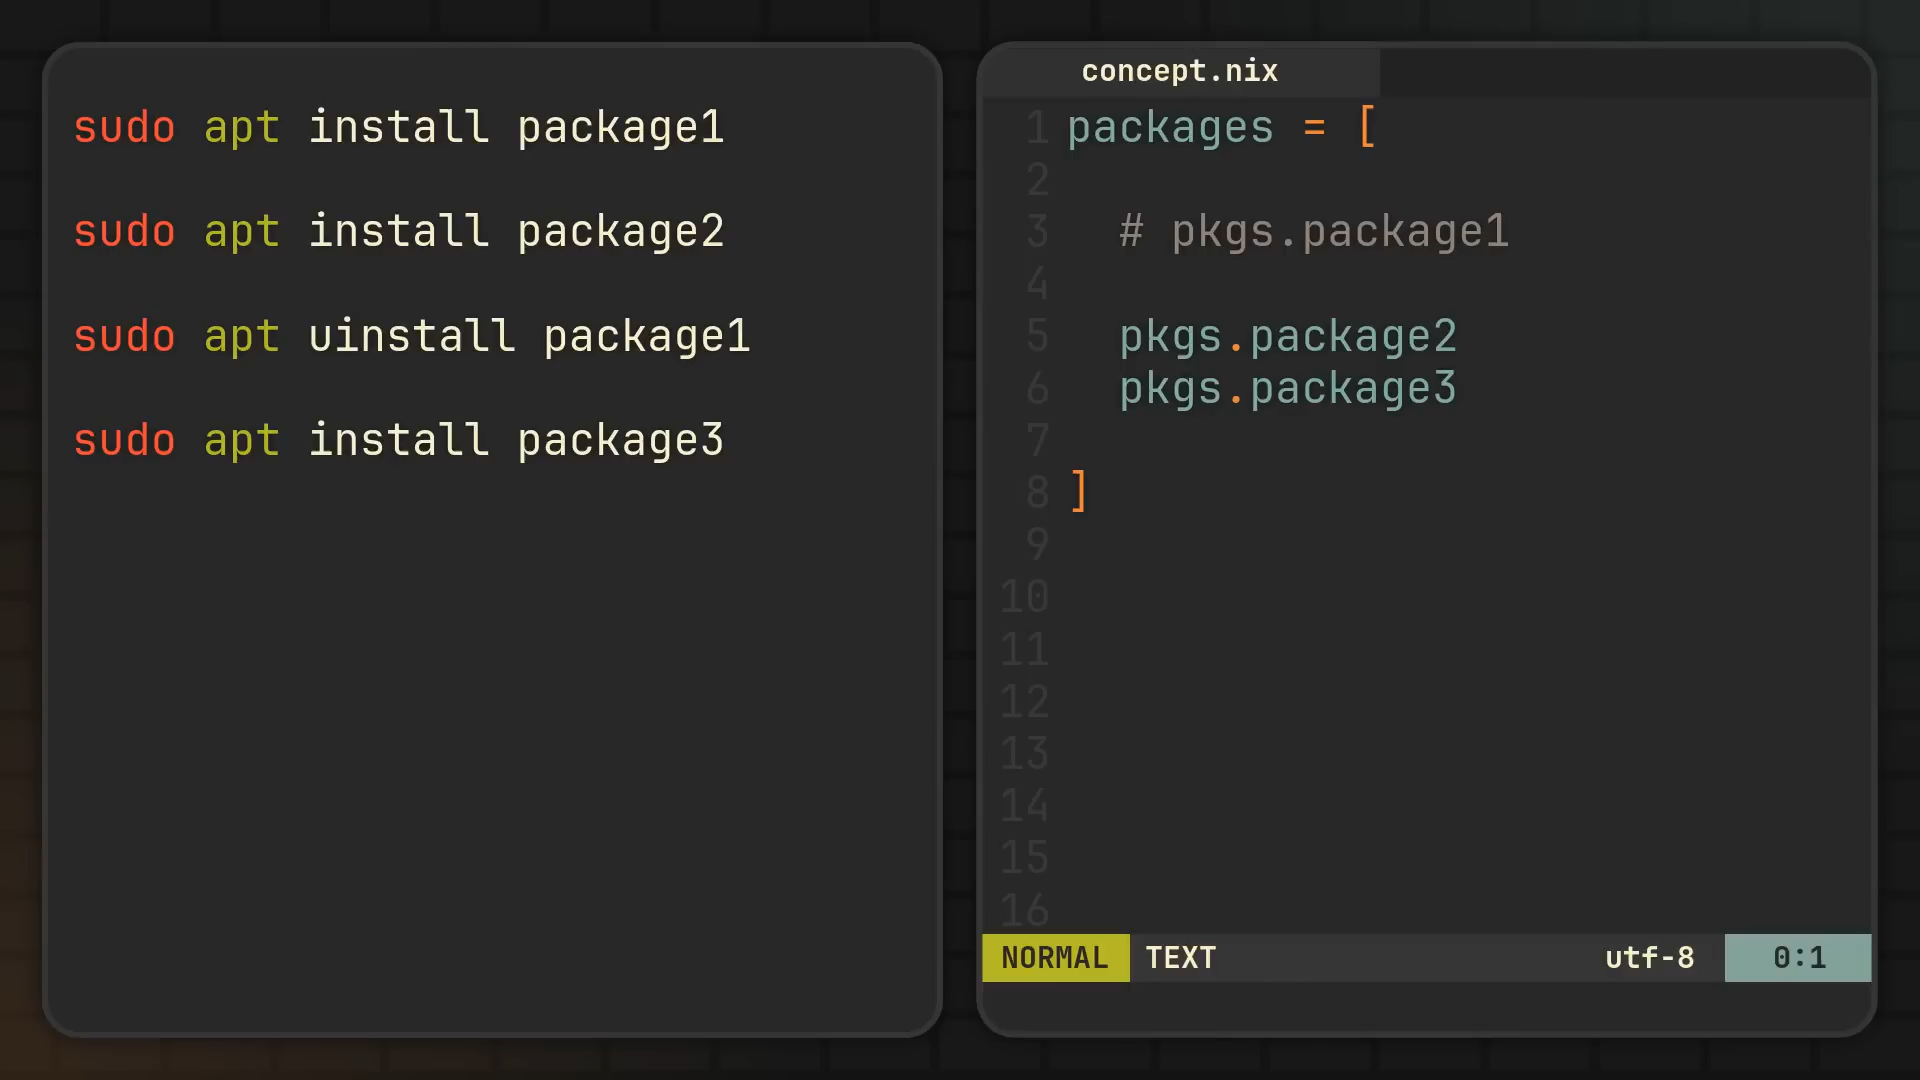 sudo apt install package1
sudo apt install package2
sudo apt uinstall package1
sudo apt install package3
concept.nix
1 packages = [
2
3 # pkgs.package1
4
5 pkgs.package2
6 pkgs.package3
7
8 ]
9
10
11
12
13
14
15
16
NORMAL TEXT utf-8 0:1